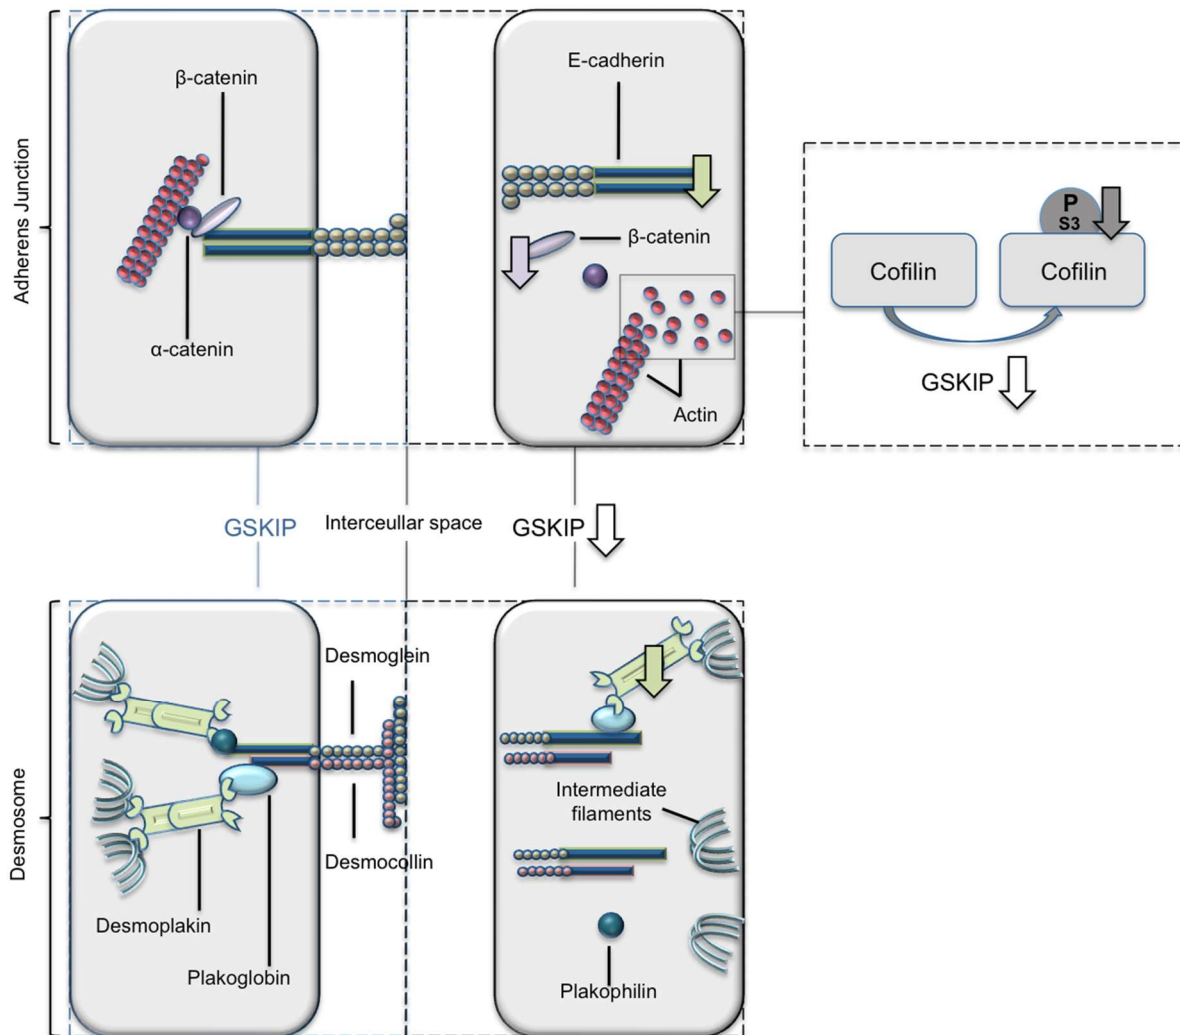 Adherens Junction
β-catenin
α-catenin
E-cadherin
β-catenin
Actin
P
S3
Cofilin
Cofilin
GSKIP
GSKIP
Interceullar space
GSKIP
Desmosome
Desmoglein
Desmocollin
Desmoplakin
Plakoglobin
Intermediate
filaments
Plakophilin